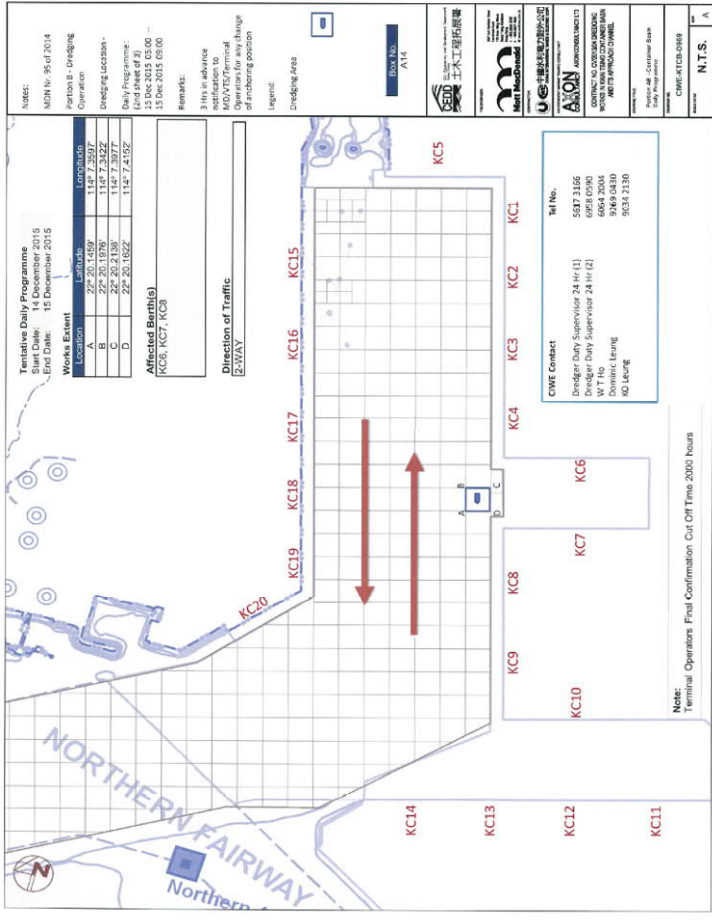 Notes:
MDN Nr. 95 of 2014
Portion B - Dredging
Operation
Dredging Location -
Daily Programme:
(2nd sheet of 3)
15 Dec 2015 05:00 --
15 Dec 2015 09:00
Remarks:
3 Hrs in advance
notification to
MD/VTS/Terminal
Operators for any change
of anchoring position
Legend:
Dredging Area
Box No.
A14
CEDD
土木工程拓展署
Mott MacDonald
AXON
Portion AB - Container Basin
Daily Programme
CIWE-KTCB-0969
N.T.S.
A
Tentative Daily Programme
Start Date: 14 December 2015
End Date: 15 December 2015
Works Extent
Location Latitude Longitude
A 22° 20.1459' 114° 7.3597'
B 22° 20.1976' 114° 7.3422'
C 22° 20.2138' 114° 7.3977'
D 22° 20.1622' 114° 7.4152'
Affected Berth(s)
KC6, KC7, KC8
Direction of Traffic
2-WAY
KC5
KC15
KC16
KC17
KC18
KC19
KC20
KC1
KC2
KC3
KC4
KC6
KC7
KC8
KC9
KC10
KC14
KC13
KC12
KC11
A
B
C
D
NORTHERN FAIRWAY
Northern
N
CIWE Contact Tel No.
Dredger Duty Supervisor 24 Hr (1) 5617 3166
Dredger Duty Supervisor 24 Hr (2) 6958 0590
W T Ho 6054 2004
Dominic Leung 9269 0430
KO Leung 9034 2130
Note:
Terminal Operators Final Confirmation Cut Off Time 2000 hours